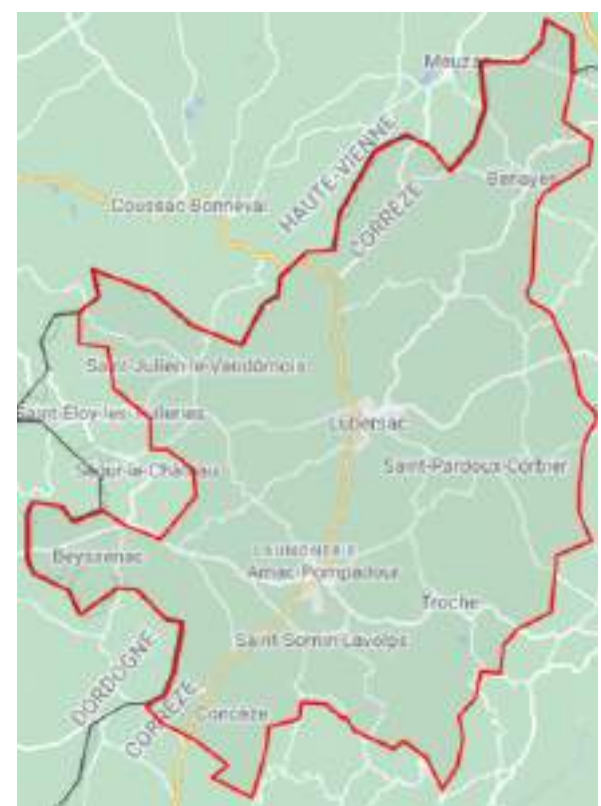 Meuzac
HAUTE-VIENNE
CORRÈZE
Benayes
Coussac Bonneval
Saint-Julien-le-Vendômois
Saint-Éloy-les-Tuileries
Lubersac
Ségur-le-Château
Saint-Pardoux-Corbier
Beyssenac
LAUMONERIE
Arnac-Pompadour
Troche
Saint Sornin Lavolps
DORDOGNE
CORRÈZE
Concèze